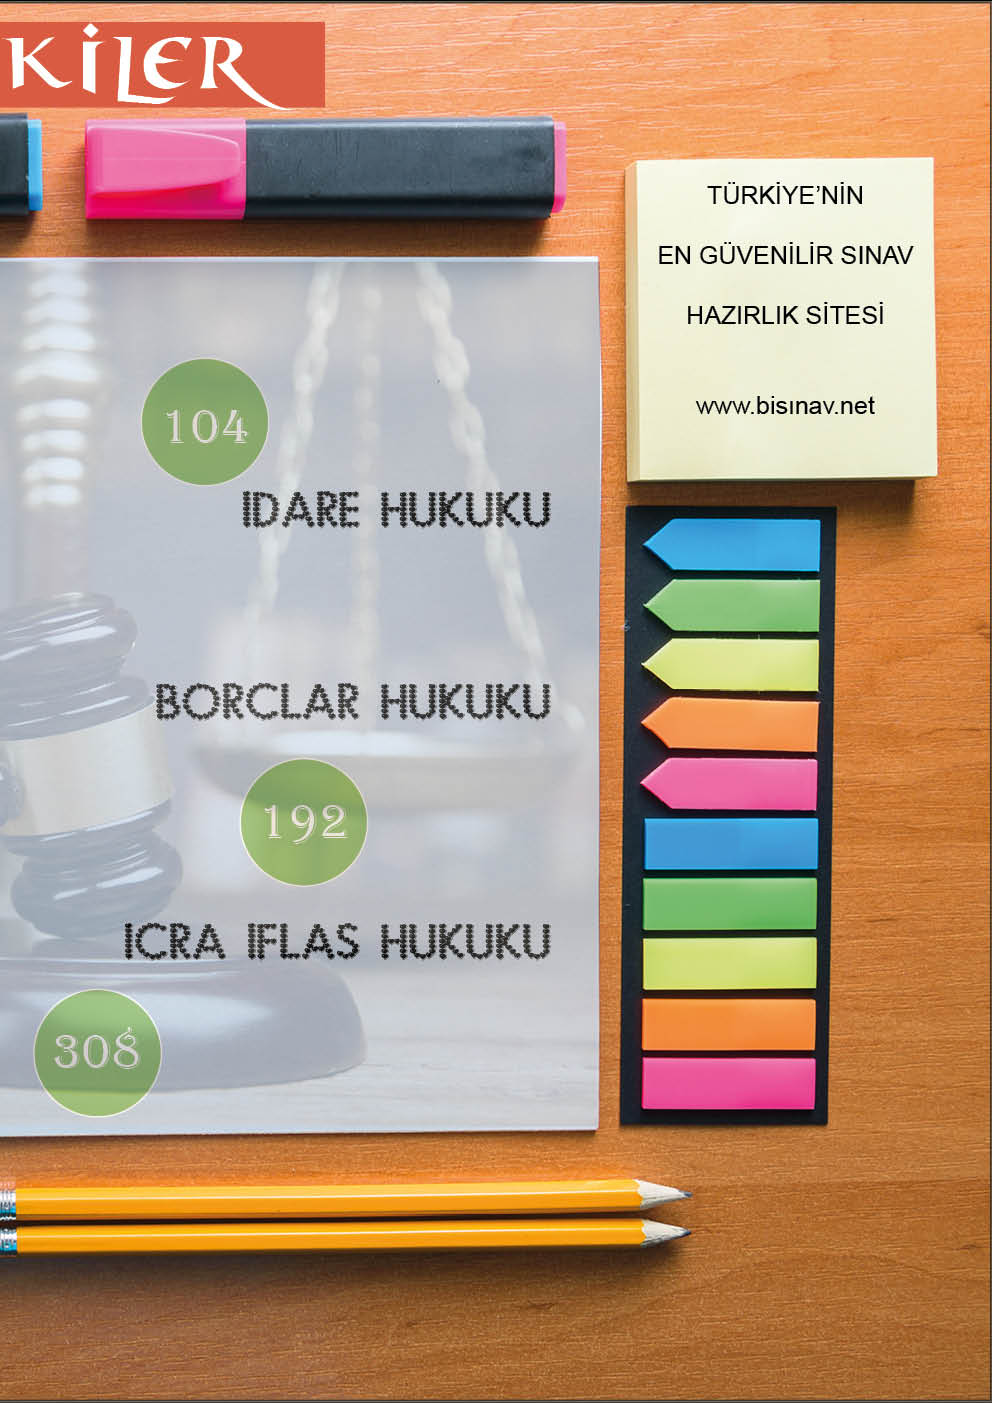 KİLER
TÜRKİYE’NİN
EN GÜVENİLİR SINAV
HAZIRLIK SİTESİ
www.bisınav.net
104
IDARE HUKUKU
BORCLAR HUKUKU
192
ICRA IFLAS HUKUKU
308